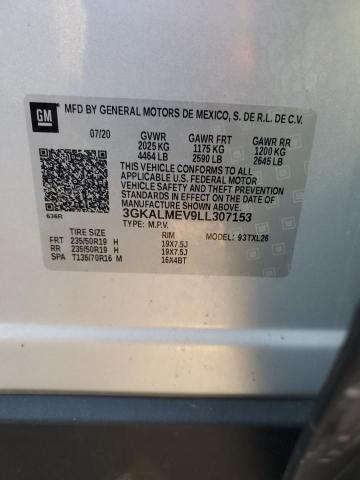 GM MFD BY GENERAL MOTORS DE MEXICO, S. DE R.L. DE C.V.
07/20 GVWR GAWR FRT GAWR RR
2025 KG 1175 KG 1200 KG
4464 LB 2590 LB 2645 LB
THIS VEHICLE CONFORMS TO ALL APPLICABLE
U.S. FEDERAL MOTOR VEHICLE SAFETY, BUMPER,
AND THEFT PREVENTION STANDARDS IN EFFECT ON THE DATE
OF MANUFACTURE SHOWN ABOVE.
3GKALMEV9LL307153
TYPE: M.P.V. MODEL: 93TXL26
TIRE SIZE RIM
FRT 235/50R19 H 19X7.5J
RR 235/50R19 H 19X7.5J
SPA T135/70R16 M 16X4BT